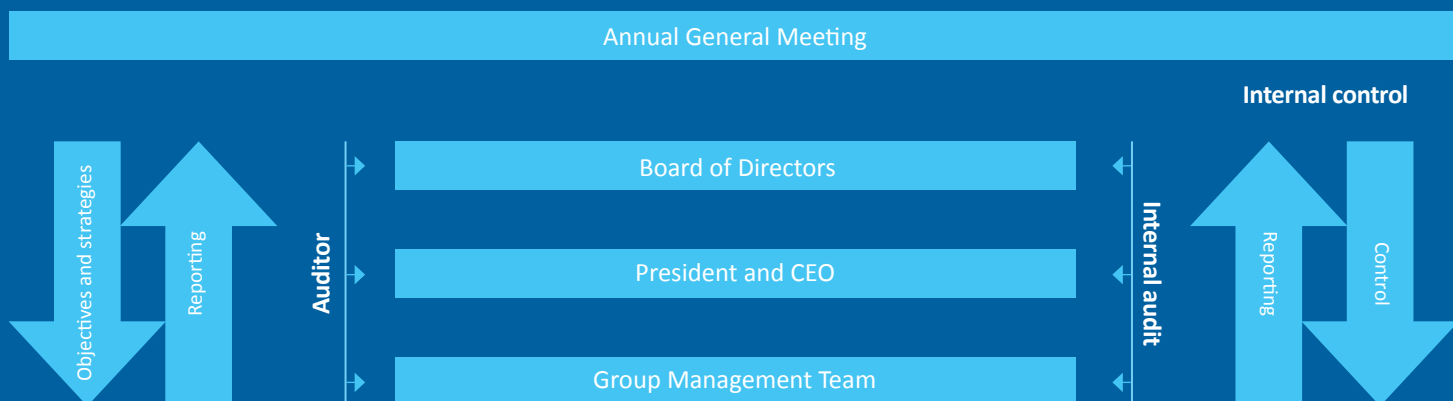 Annual General Meeting
Internal control
Objectives and strategies
Reporting
Auditor
Board of Directors
President and CEO
Group Management Team
Internal audit
Reporting
Control